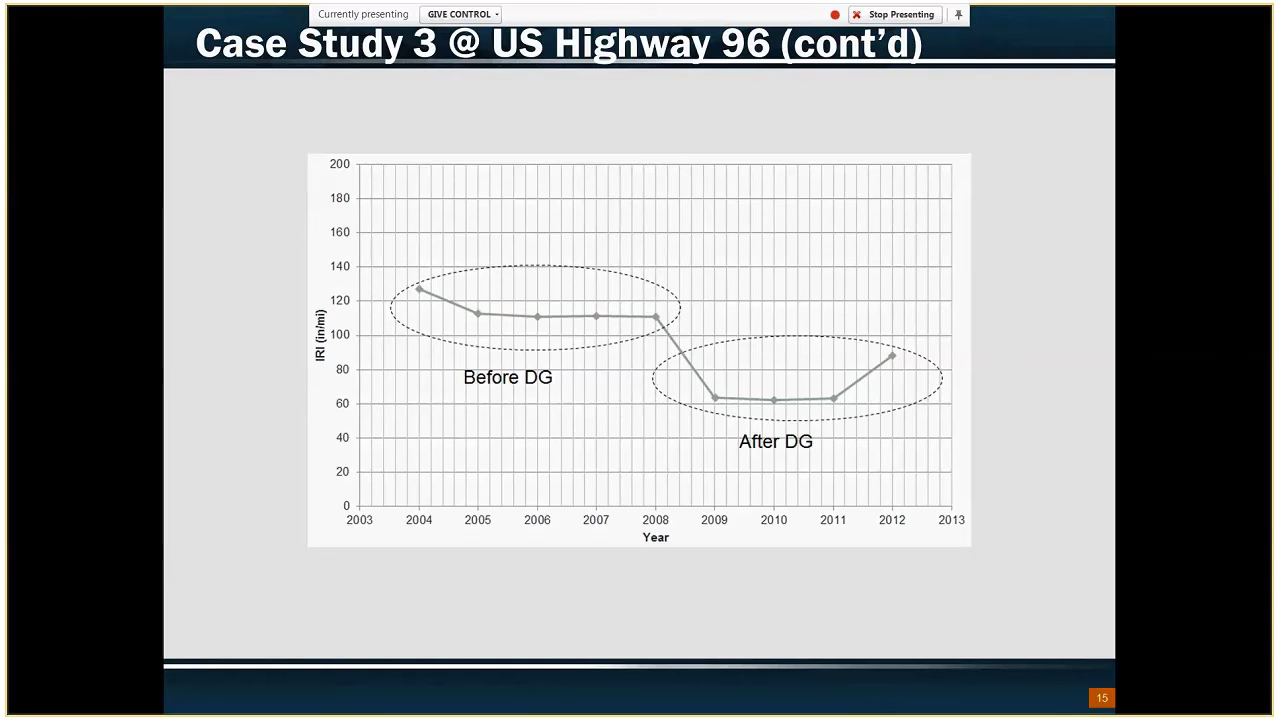 Currently presenting
GIVE CONTROL
Stop Presenting
Case Study 3 @ US Highway 96 (cont'd)
200
180
160
140
120
100
80
60
40
20
0
IRI (in/mi)
Before DG
After DG
2003 2004 2005 2006 2007 2008 2009 2010 2011 2012 2013
Year
15